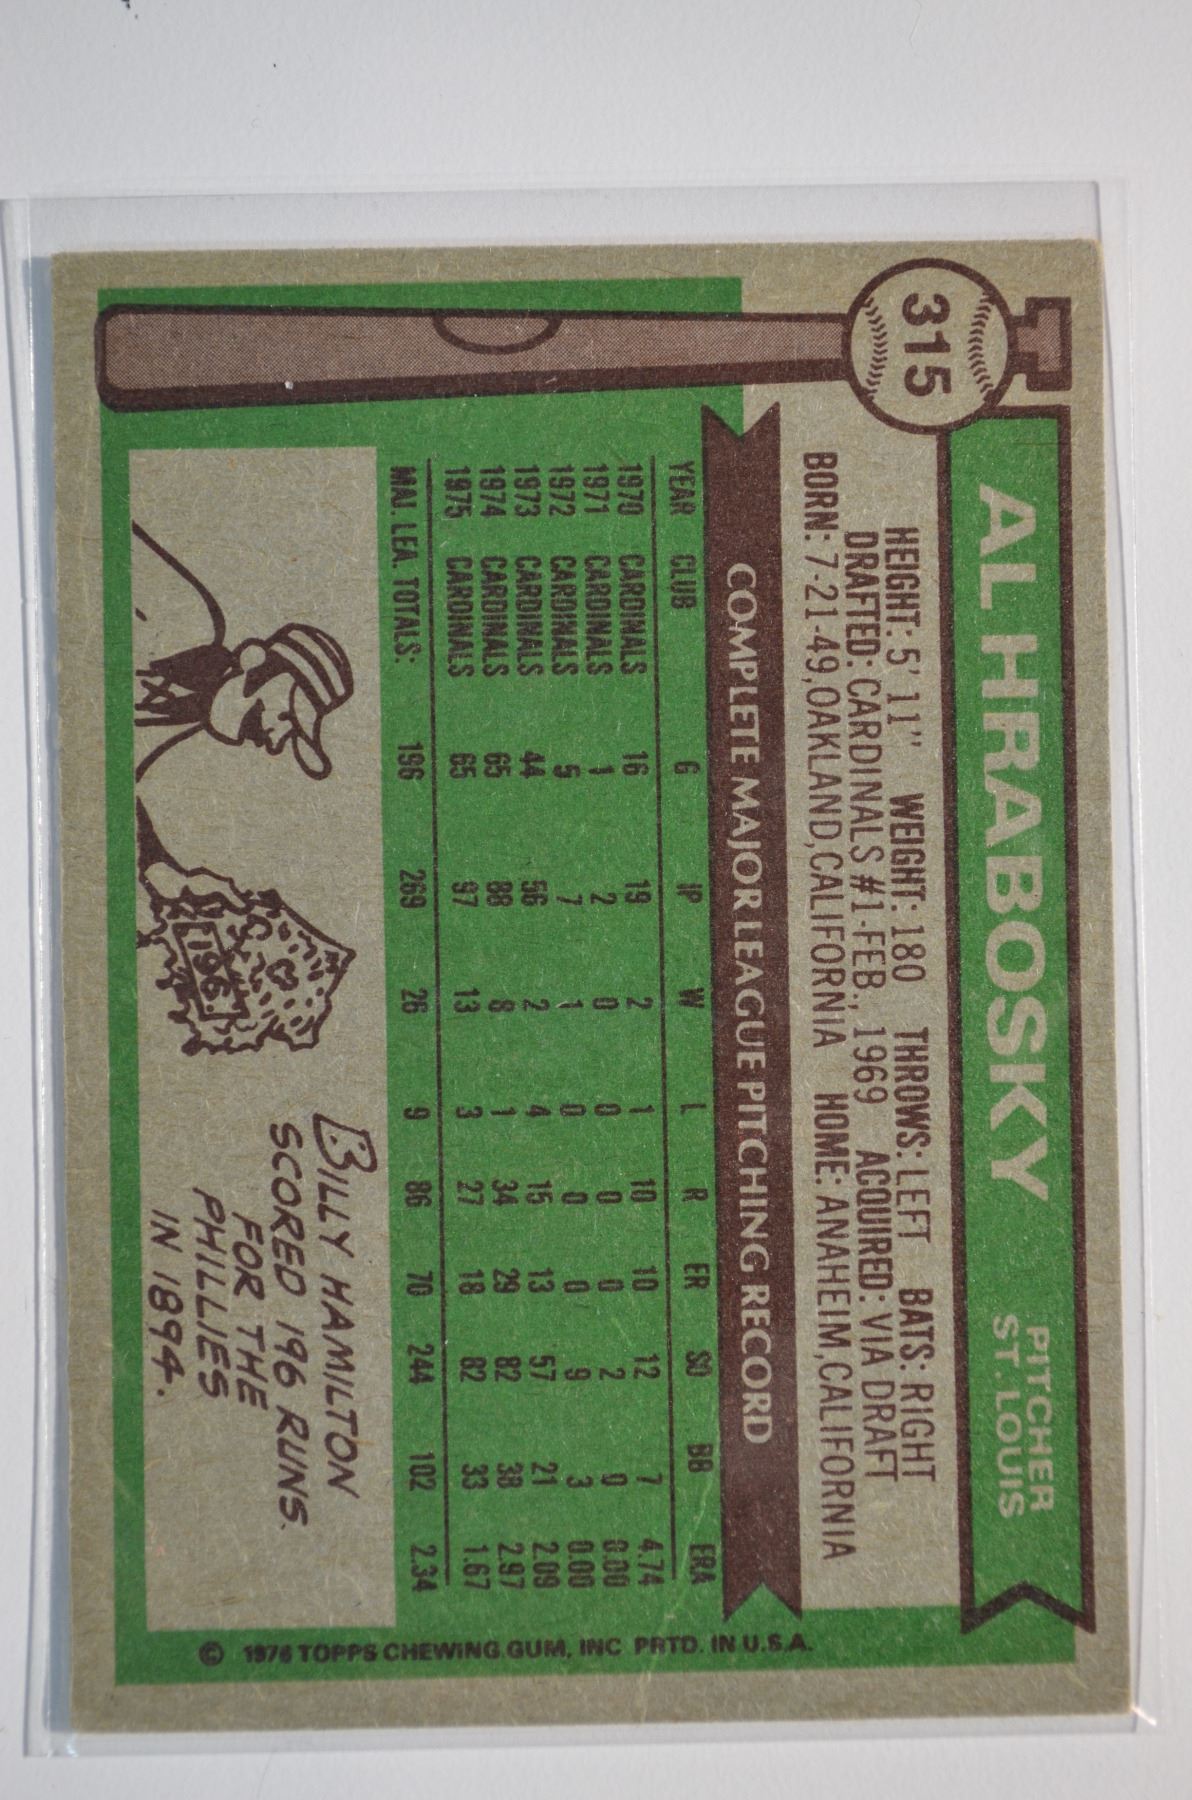 315
AL HRABOSKY
PITCHER
ST. LOUIS
HEIGHT: 5' 11" WEIGHT: 180 THROWS: LEFT BATS: RIGHT
DRAFTED: CARDINALS #1-FEB., 1969 ACQUIRED: VIA DRAFT
BORN: 7-21-49, OAKLAND, CALIFORNIA HOME: ANAHEIM, CALIFORNIA
COMPLETE MAJOR LEAGUE PITCHING RECORD
YEAR CLUB G IP W L R ER SO BB ERA
1970 CARDINALS 16 19 2 1 10 10 12 7 4.74
1971 CARDINALS 1 2 0 0 0 0 2 0 0.00
1972 CARDINALS 5 7 1 0 0 0 9 3 0.00
1973 CARDINALS 44 56 2 4 15 13 57 21 2.09
1974 CARDINALS 65 88 8 1 34 29 82 38 2.97
1975 CARDINALS 65 97 13 3 27 18 82 33 1.67
MAJ. LEA. TOTALS: 196 269 26 9 86 70 244 102 2.34
196
BILLY HAMILTON
SCORED 196 RUNS
FOR THE
PHILLIES
IN 1894.
© 1976 TOPPS CHEWING GUM, INC PRTD. IN U.S.A.